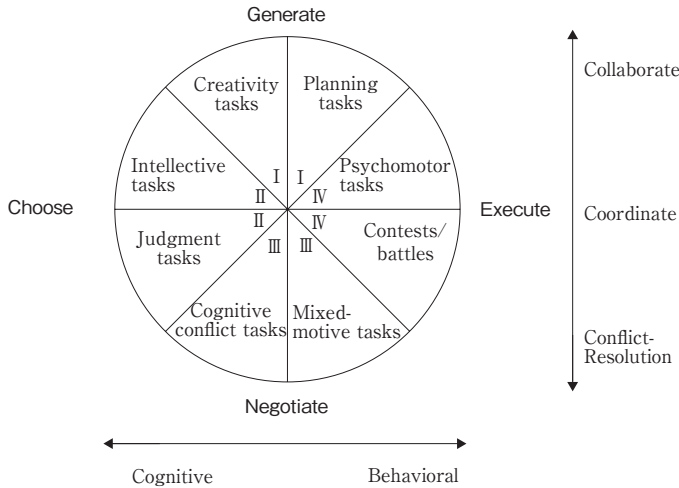 Generate
Collaborate
Creativity
tasks
Planning
tasks
Intellective
tasks
I
I
Psychomotor
tasks
II
IV
Choose
Execute
Coordinate
II
IV
Judgment
tasks
III
III
Contests/
battles
Cognitive
conflict tasks
Mixed-
motive tasks
Conflict-
Resolution
Negotiate
Cognitive
Behavioral